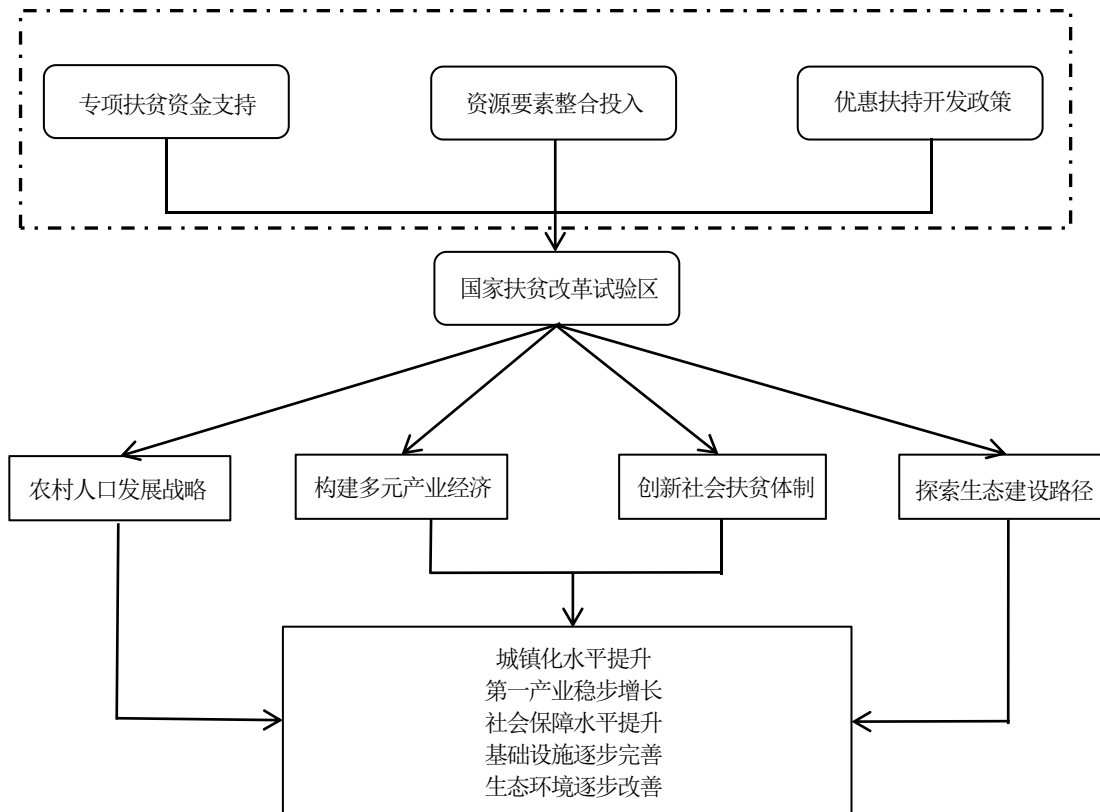 专项扶贫资金支持
资源要素整合投入
优惠扶持开发政策
国家扶贫改革试验区
农村人口发展战略
构建多元产业经济
创新社会扶贫体制
探索生态建设路径
城镇化水平提升
第一产业稳步增长
社会保障水平提升
基础设施逐步完善
生态环境逐步改善